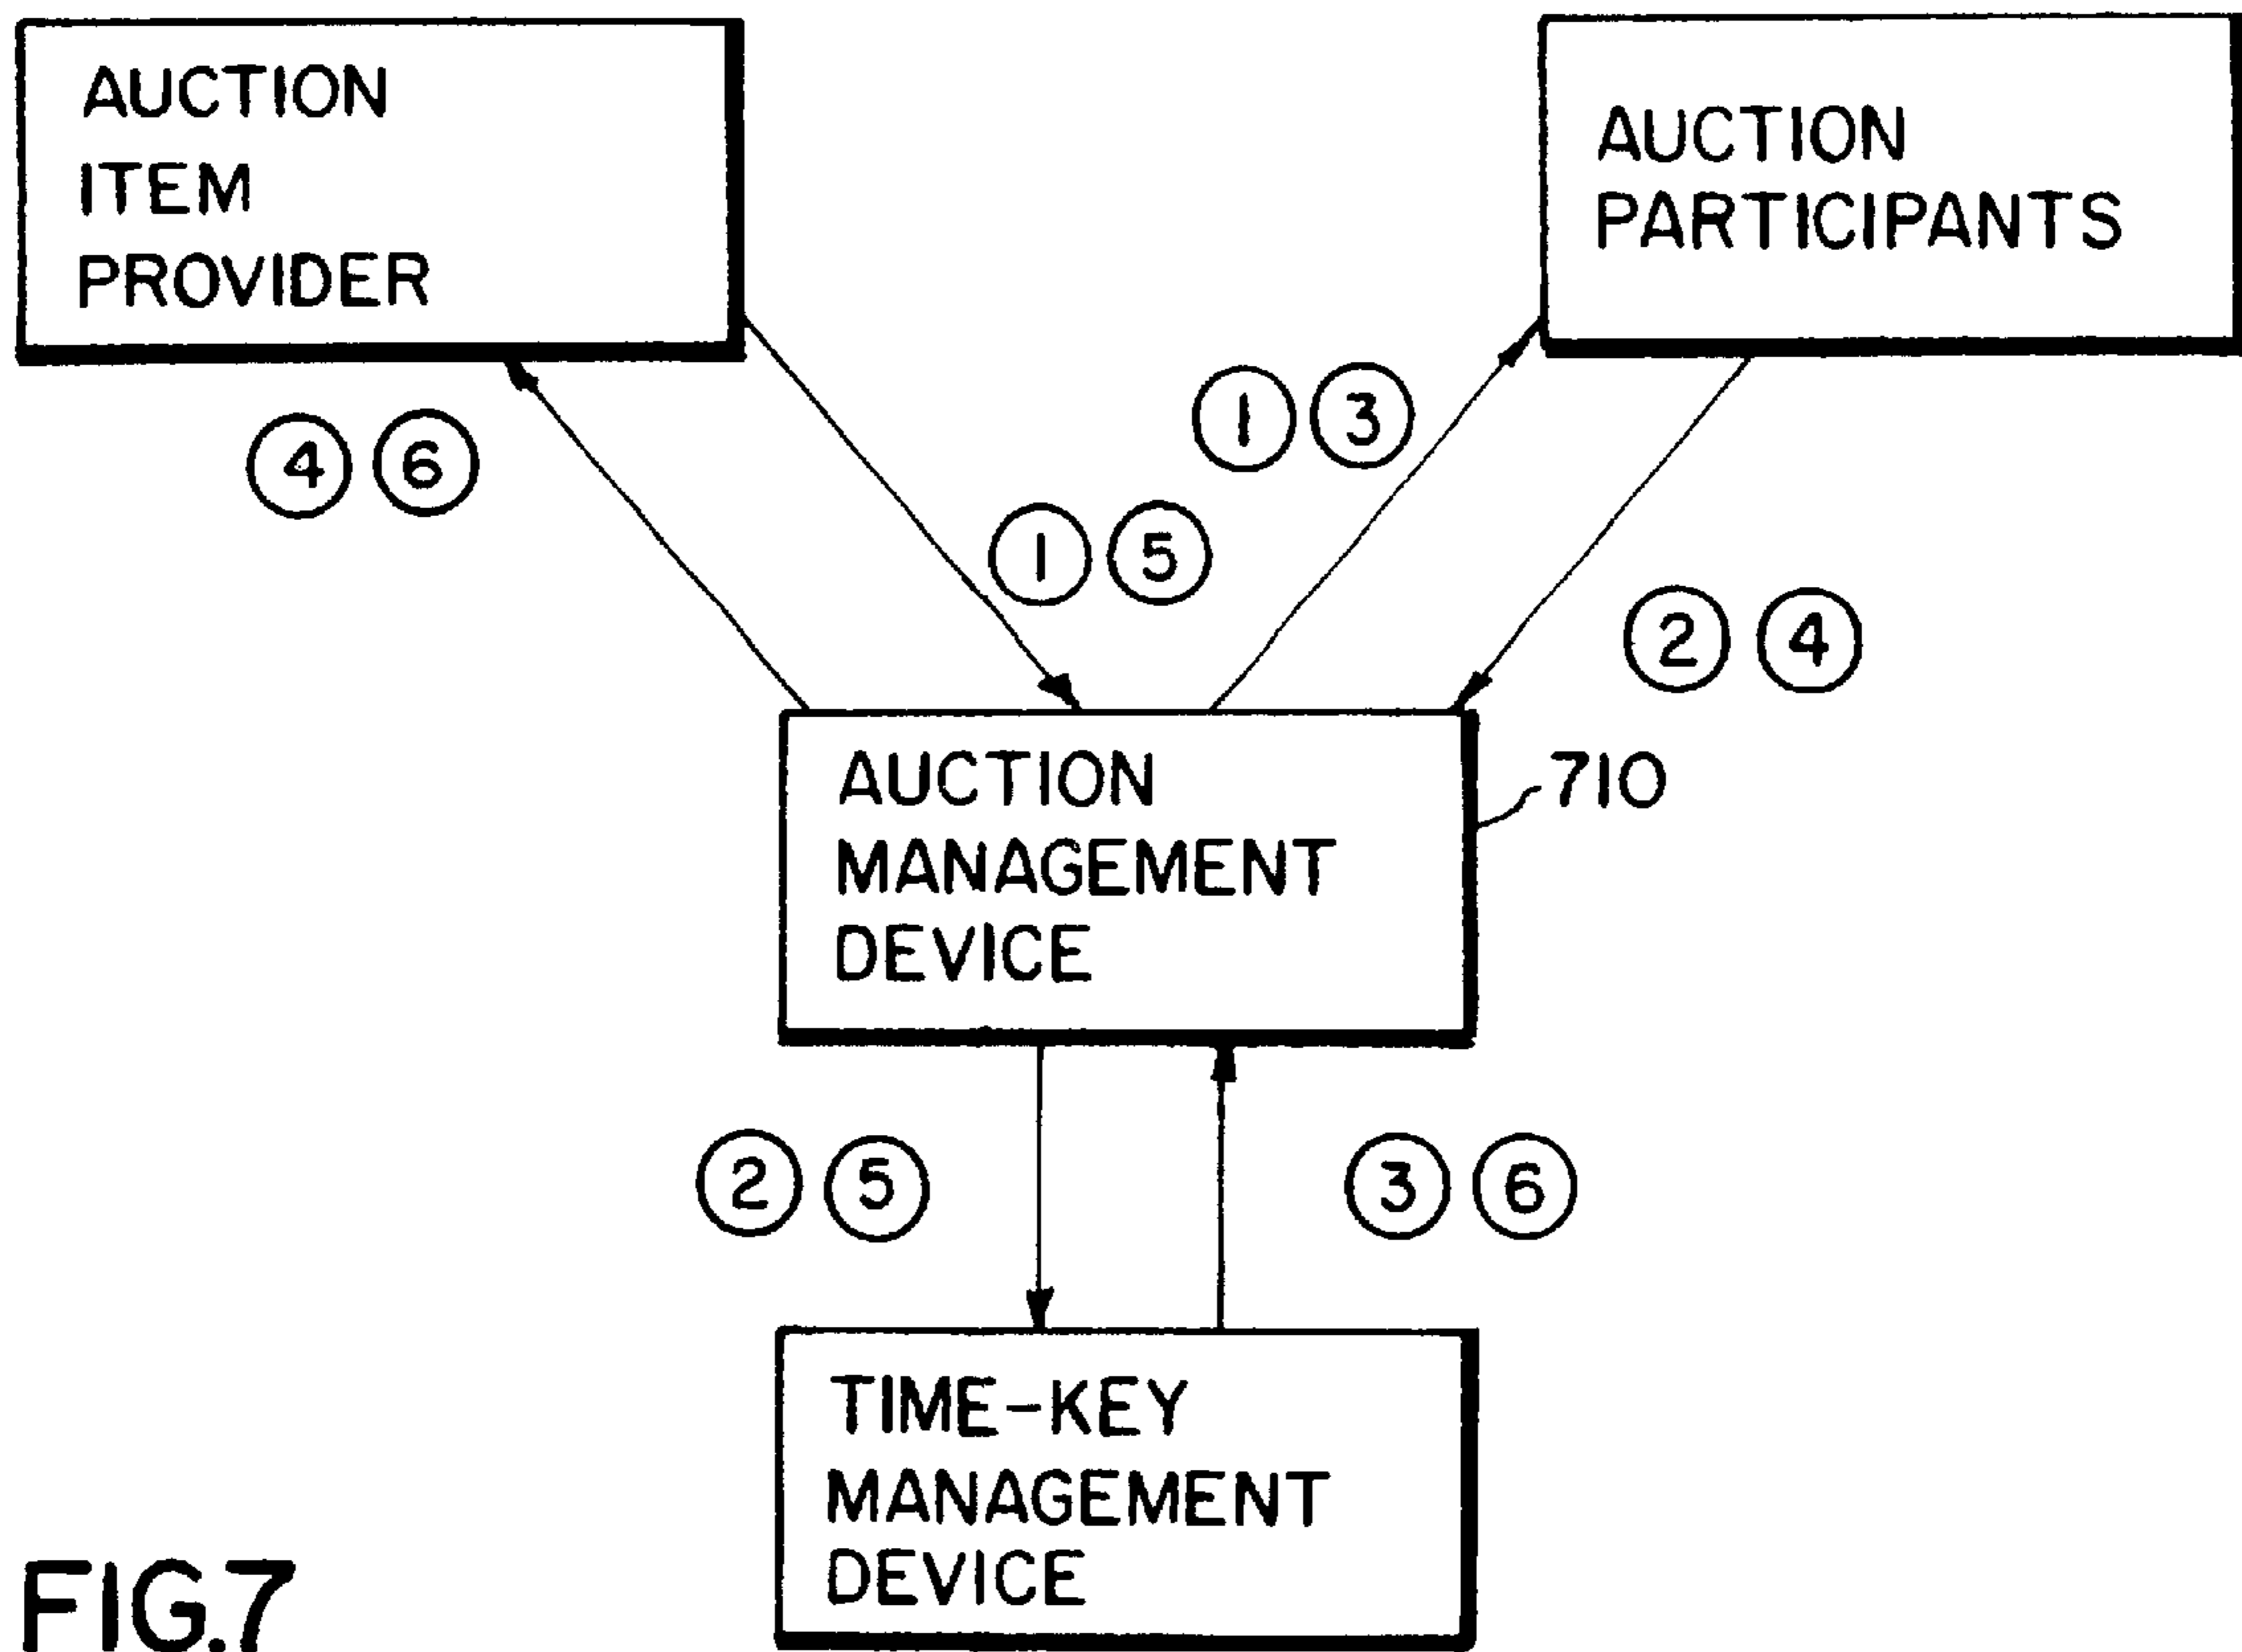 AUCTION
ITEM
PROVIDER
AUCTION
PARTICIPANTS
① ③
④ ⑥
① ⑤
② ④
AUCTION
MANAGEMENT
DEVICE
710
② ⑤
③ ⑥
TIME-KEY
MANAGEMENT
DEVICE
FIG.7